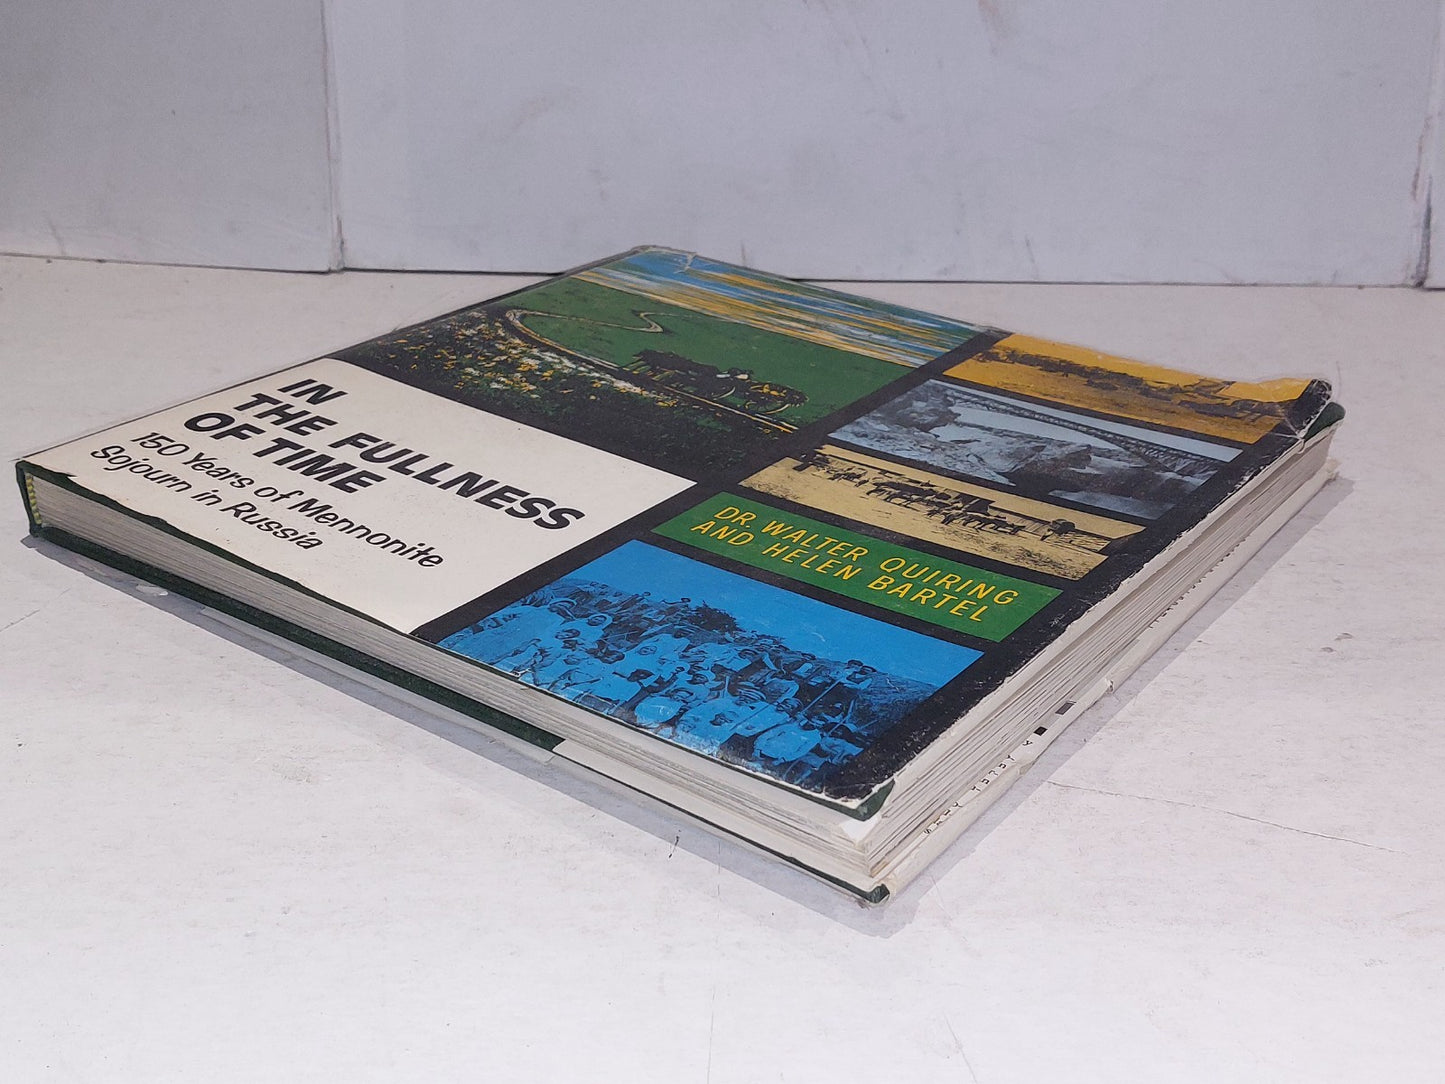 IN
THE FULLNESS
OF TIME
150 Years of Mennonite
Sojourn in Russia
DR. WALTER QUIRING
AND HELEN BARTEL